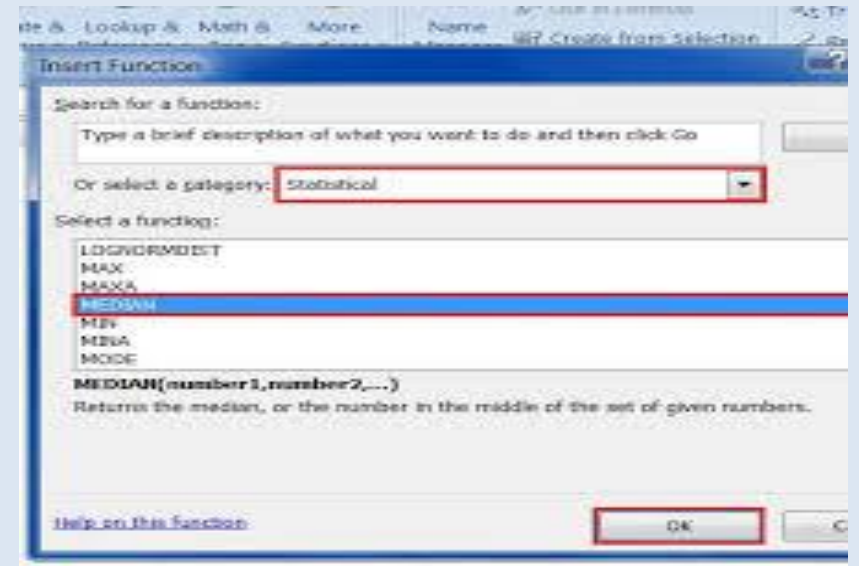 Lookup & Math & More Name
Create from Selection
Insert Function
Search for a function:
Type a brief description of what you want to do and then click Go
Or select a category: Statistical
Select a function:
LOGNORMDIST
MAX
MAXA
MEDIAN
MIN
MINA
MODE
MEDIAN(number1,number2,...)
Returns the median, or the number in the middle of the set of given numbers.
Help on this function OK